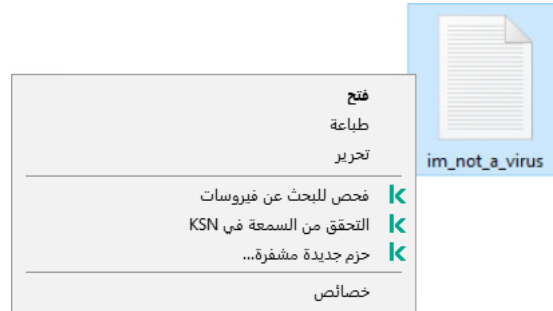 فتح
طباعة
تحرير
im_not_a_virus
فحص للبحث عن فيروسات
التحقق من السمعة في KSN
حزم جديدة مشفرة...
خصائص